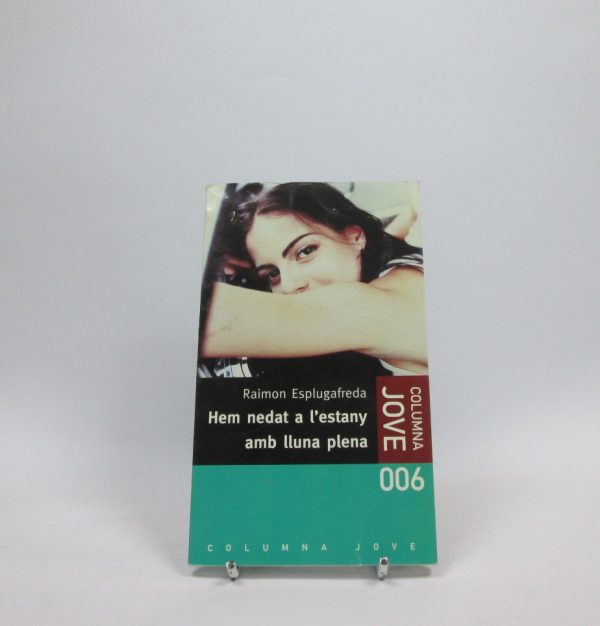 Raimon Esplugafreda
Hem nedat a l'estany
amb lluna plena
COLUMNA
JOVE
006
COLUMNA JOVE